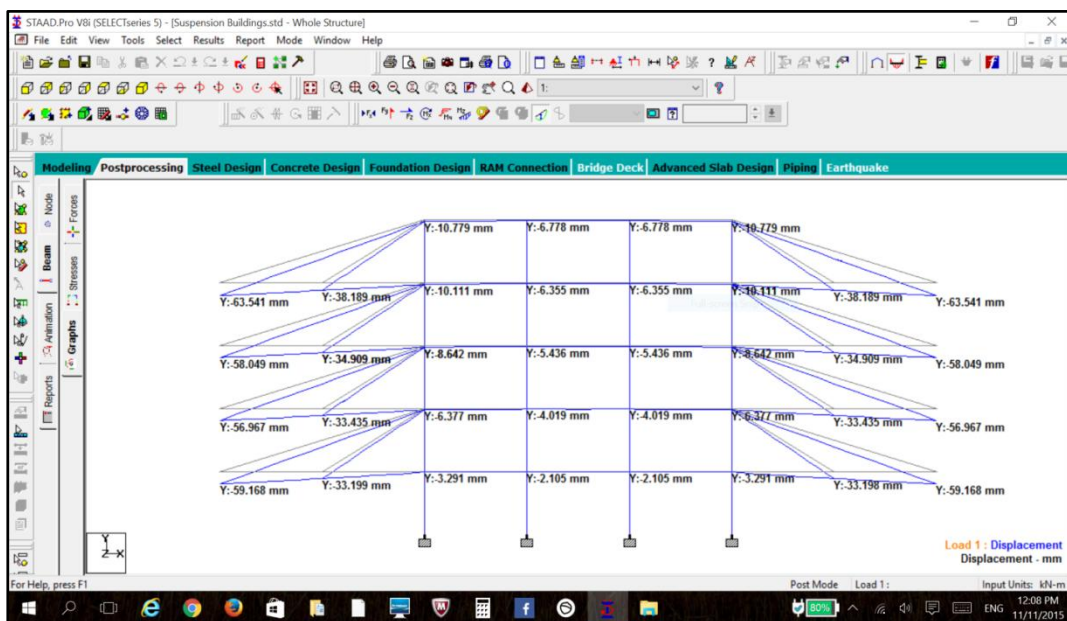 STAAD.Pro V8i (SELECTseries 5) - [Suspension Buildings.std - Whole Structure]
File Edit View Tools Select Results Report Mode Window Help
1:
Modeling Postprocessing Steel Design Concrete Design Foundation Design RAM Connection Bridge Deck Advanced Slab Design Piping Earthquake
Node
Beam
Animation
Reports
Forces
Stresses
Graphs
Y:-10.779 mm Y:-6.778 mm Y:-6.778 mm Y:-10.779 mm
Y:-63.541 mm Y:-38.189 mm Y:-10.111 mm Y:-6.355 mm Y:-6.355 mm Y:-10.111 mm Y:-38.189 mm Y:-63.541 mm
Y:-58.049 mm Y:-34.909 mm Y:-8.642 mm Y:-5.436 mm Y:-5.436 mm Y:-8.642 mm Y:-34.909 mm Y:-58.049 mm
Y:-56.967 mm Y:-33.435 mm Y:-6.377 mm Y:-4.019 mm Y:-4.019 mm Y:-6.377 mm Y:-33.435 mm Y:-56.967 mm
Y:-59.168 mm Y:-33.199 mm Y:-3.291 mm Y:-2.105 mm Y:-2.105 mm Y:-3.291 mm Y:-33.198 mm Y:-59.168 mm
Y
Z X
Load 1 : Displacement
Displacement - mm
For Help, press F1 Post Mode Load 1 : Input Units: kN-m
80% ENG 12:08 PM
11/11/2015